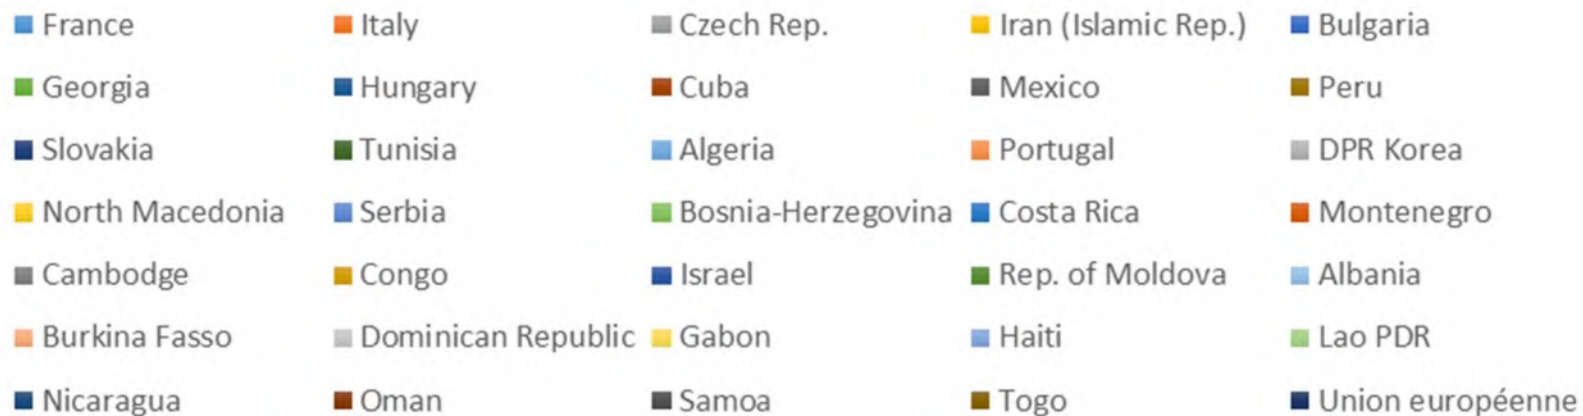 France Italy Czech Rep. Iran (Islamic Rep.) Bulgaria
Georgia Hungary Cuba Mexico Peru
Slovakia Tunisia Algeria Portugal DPR Korea
North Macedonia Serbia Bosnia-Herzegovina Costa Rica Montenegro
Cambodge Congo Israel Rep. of Moldova Albania
Burkina Fasso Dominican Republic Gabon Haiti Lao PDR
Nicaragua Oman Samoa Togo Union européenne